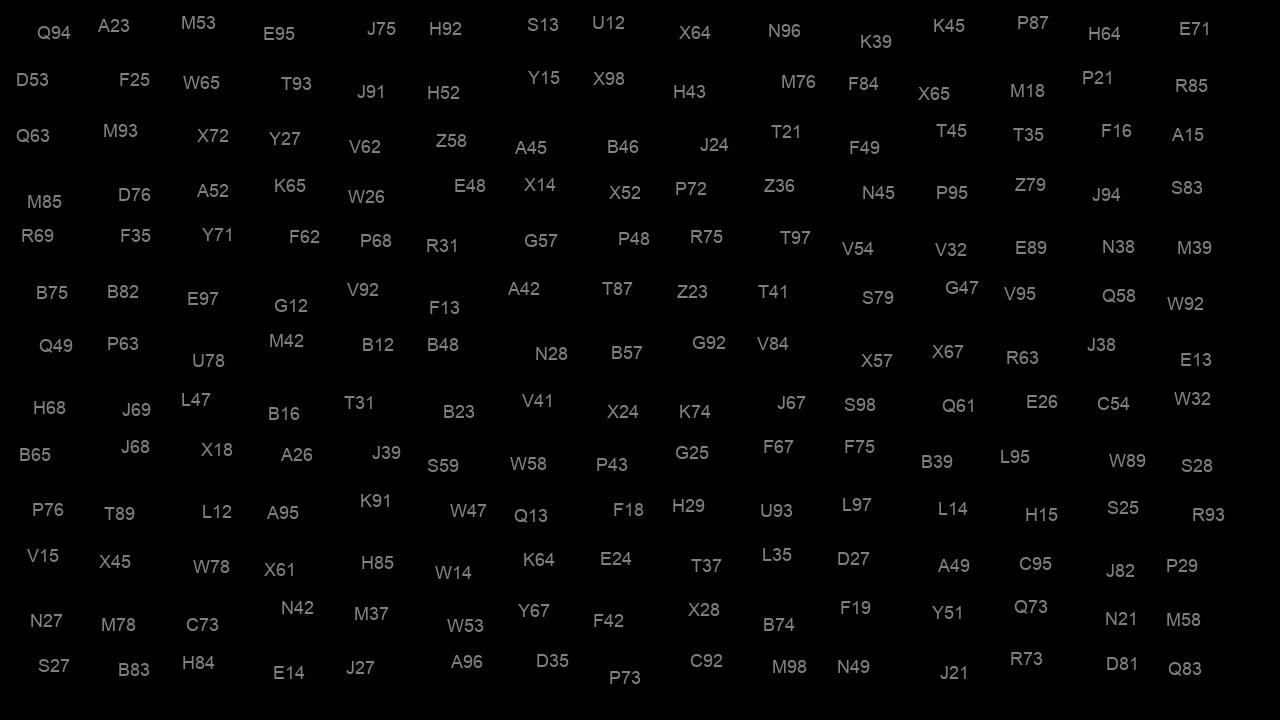 Q94 A23 M53 E95 J75 H92 S13 U12 X64 N96 K39 K45 P87 H64 E71
D53 F25 W65 T93 J91 H52 Y15 X98 H43 M76 F84 X65 M18 P21 R85
Q63 M93 X72 Y27 V62 Z58 A45 B46 J24 T21 F49 T45 T35 F16 A15
M85 D76 A52 K65 W26 E48 X14 X52 P72 Z36 N45 P95 Z79 J94 S83
R69 F35 Y71 F62 P68 R31 G57 P48 R75 T97 V54 V32 E89 N38 M39
B75 B82 E97 G12 V92 F13 A42 T87 Z23 T41 S79 G47 V95 Q58 W92
Q49 P63 U78 M42 B12 B48 N28 B57 G92 V84 X57 X67 R63 J38 E13
H68 J69 L47 B16 T31 B23 V41 X24 K74 J67 S98 Q61 E26 C54 W32
B65 J68 X18 A26 J39 S59 W58 P43 G25 F67 F75 B39 L95 W89 S28
P76 T89 L12 A95 K91 W47 Q13 F18 H29 U93 L97 L14 H15 S25 R93
V15 X45 W78 X61 H85 W14 K64 E24 T37 L35 D27 A49 C95 J82 P29
N27 M78 C73 N42 M37 W53 Y67 F42 X28 B74 F19 Y51 Q73 N21 M58
S27 B83 H84 E14 J27 A96 D35 P73 C92 M98 N49 J21 R73 D81 Q83